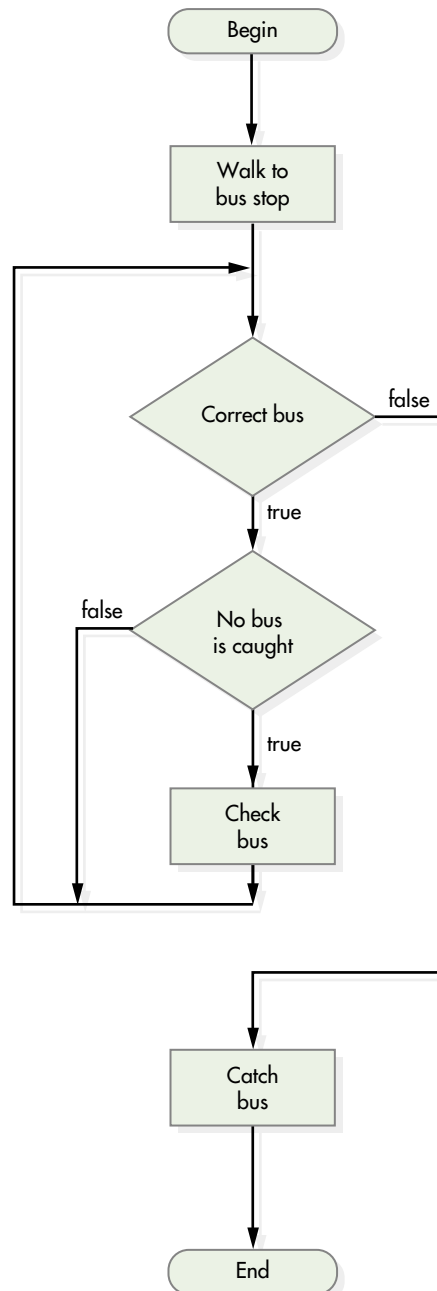 Begin
Walk to
bus stop
Correct bus
false
true
false
No bus
is caught
true
Check
bus
Catch
bus
End